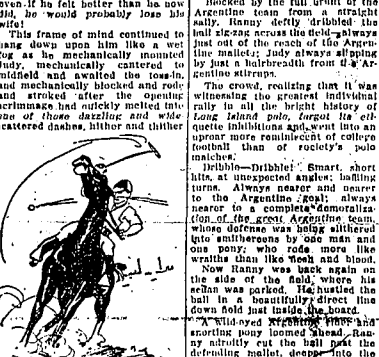 even. If he felt better than he now
did, he would probably lose his
wife!
This frame of mind continued to
hang down upon him like a wet
fog as he mechanically mounted
Judy, mechanically cantered to
midfield and awaited the toss-in,
and mechanically blocked and rode
and stroked after the opening
scrimmage had quickly melted into
one of those dazzling and wide
scattered dashes, hither and thither
Blocked by the full front of the
Argentine team from a straight
sally, Ranny deftly dribbled the
ball zig-zag across the field—always
just out of the reach of the Argen-
tine mallets; Judy always slipping
by just a hairbreadth from the Ar-
gentine stirrups.
The crowd, realizing that it was
witnessing the greatest individual
rally in all the bright history of
Long Island polo, forgot its eti-
quette inhibitions and went into an
uproar more reminiscent of college
football than of society's polo
matches.
Dribble—Dribble! Smart, short
hits, at unexpected angles; baffling
turns. Always nearer and nearer
to the Argentine goal; always
nearer to a complete demoraliza-
tion of the great Argentine team,
whose defense was being slithered
into smithereens by one man and
one pony, who rode more like
wraiths than like flesh and blood.
Now Ranny was back again on
the side of the field, where his
sedan was parked. He hustled the
ball in a beautifully direct line
down field just inside the board.
A wild-eyed Argentine rider and
snorting pony loomed ahead. Ran-
ny adroitly cut the ball past the
defending mallet, deeper into the